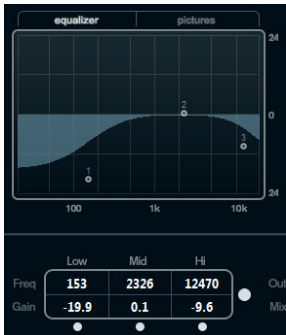 equalizer pictures
24
2
0
3
1
24
100 1k 10k
Low Mid Hi
Freq 153 2326 12470 Out
Gain -19.9 0.1 -9.6 Mix